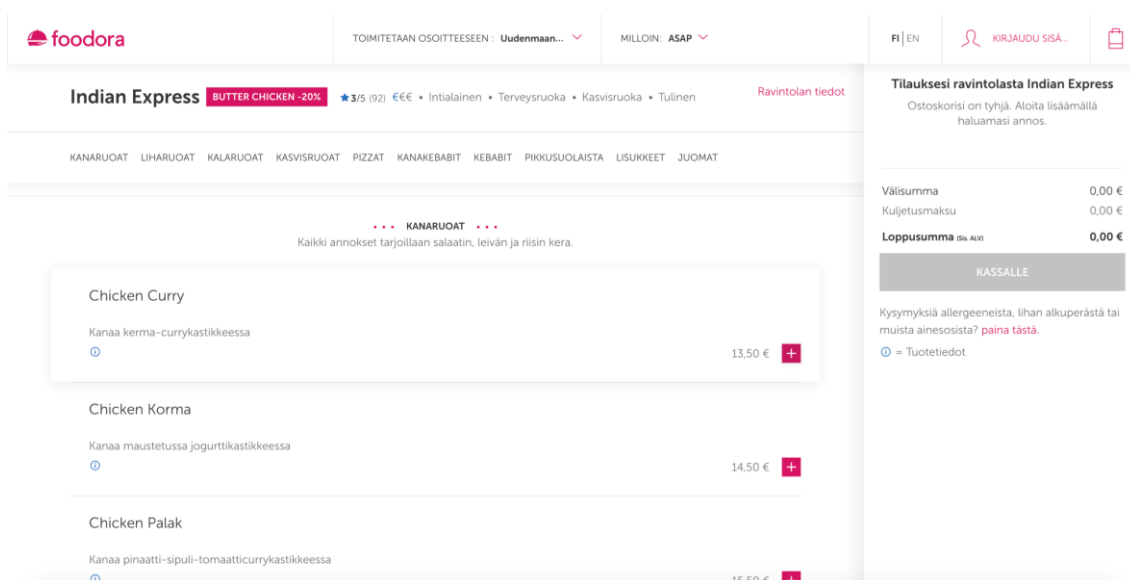 foodora
TOIMITETAAN OSOITTEESEEN : Uudenmaan...
MILLOIN: ASAP
FI | EN
KIRJAUDU SISÄ...
Indian Express BUTTER CHICKEN -20% ★3/5 (92) €€€ • Intialainen • Terveysruoka • Kasvisruoka • Tulinen
Ravintolan tiedot
KANARUOAT LIHARUOAT KALARUOAT KASVISRUOAT PIZZAT KANAKEBABIT KEBABIT PIKKUSUOLAISTA LISUKKEET JUOMAT
• • • KANARUOAT • • •
Kaikki annokset tarjoillaan salaatin, leivän ja riisin kera.
Chicken Curry
Kanaa kerma-currykastikkeessa
13,50 € +
Chicken Korma
Kanaa maustetussa jogurttikastikkeessa
14,50 € +
Chicken Palak
Kanaa pinaatti-sipuli-tomaatticurrykastikkeessa
15,50 € +
Tilauksesi ravintolasta Indian Express
Ostoskorisi on tyhjä. Aloita lisäämällä
haluamasi annos.
Välisumma 0,00 €
Kuljetusmaksu 0,00 €
Loppusumma (Sis. ALV) 0,00 €
KASSALLE
Kysymyksiä allergeeneista, lihan alkuperästä tai
muista ainesosista? paina tästä.
ⓘ = Tuotetiedot